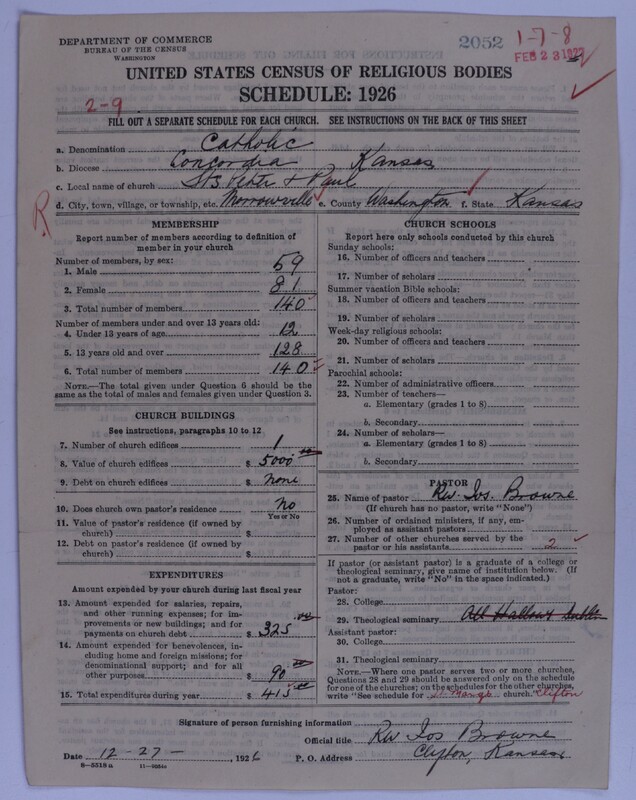 DEPARTMENT OF COMMERCE
BUREAU OF THE CENSUS
WASHINGTON
2052
1-7-8
FEB 23 1927
UNITED STATES CENSUS OF RELIGIOUS BODIES
SCHEDULE: 1926
2-9
FILL OUT A SEPARATE SCHEDULE FOR EACH CHURCH. SEE INSTRUCTIONS ON THE BACK OF THIS SHEET
a. Denomination Catholic
b. Diocese Concordia Kansas
c. Local name of church Sts. Peter & Paul
d. City, town, village, or township, etc. Morrowville e. County Washington f. State Kansas
R
MEMBERSHIP
Report number of members according to definition of
member in your church
Number of members, by sex:
1. Male 59
2. Female 81
3. Total number of members 140
Number of members under and over 13 years old:
4. Under 13 years of age 12
5. 13 years old and over 128
6. Total number of members 140
NOTE.—The total given under Question 6 should be
same as the total of males and females given under Question 3.
CHURCH BUILDINGS
See instructions, paragraphs 10 to 12
7. Number of church edifices 1
8. Value of church edifices $ 5000 00
9. Debt on church edifices $ none
10. Does church own pastor's residence no
Yes or No
11. Value of pastor's residence (if owned by
church) $
12. Debt on pastor's residence (if owned by
church) $
EXPENDITURES
Amount expended by your church during last fiscal year
13. Amount expended for salaries, repairs,
and other running expenses; for im-
provements or new buildings; and for
payments on church debt $ 325 00
14. Amount expended for benevolences, in-
cluding home and foreign missions; for
denominational support; and for all
other purposes $ 90 00
15. Total expenditures during year $ 415 00
CHURCH SCHOOLS
Report here only schools conducted by this church
Sunday schools:
16. Number of officers and teachers
17. Number of scholars
Summer vacation Bible schools:
18. Number of officers and teachers
19. Number of scholars
Week-day religious schools:
20. Number of officers and teachers
21. Number of scholars
Parochial schools:
22. Number of administrative officers
23. Number of teachers—
a. Elementary (grades 1 to 8)
b. Secondary
24. Number of scholars—
a. Elementary (grades 1 to 8)
b. Secondary
PASTOR
25. Name of pastor Rev. Jos. Browne
(If church has no pastor, write "None")
26. Number of ordained ministers, if any, em-
ployed as assistant pastors
27. Number of other churches served by the
pastor or his assistants 2
If pastor (or assistant pastor) is a graduate of a college or
theological seminary, give name of institution below. (If
not a graduate, write "No" in the space indicated.)
Pastor:
28. College
29. Theological seminary All Hallows Dublin
Assistant pastor:
30. College
31. Theological seminary
NOTE.—Where one pastor serves two or more churches,
Questions 28 and 29 should be answered only on the schedule
for one of the churches; on the schedules for the other churches,
write "See schedule for St. Mary's church." Clifton
Signature of person furnishing information
Official title Rev Jos Browne
Date 12-27- , 1926 P. O. Address Clifton, Kansas